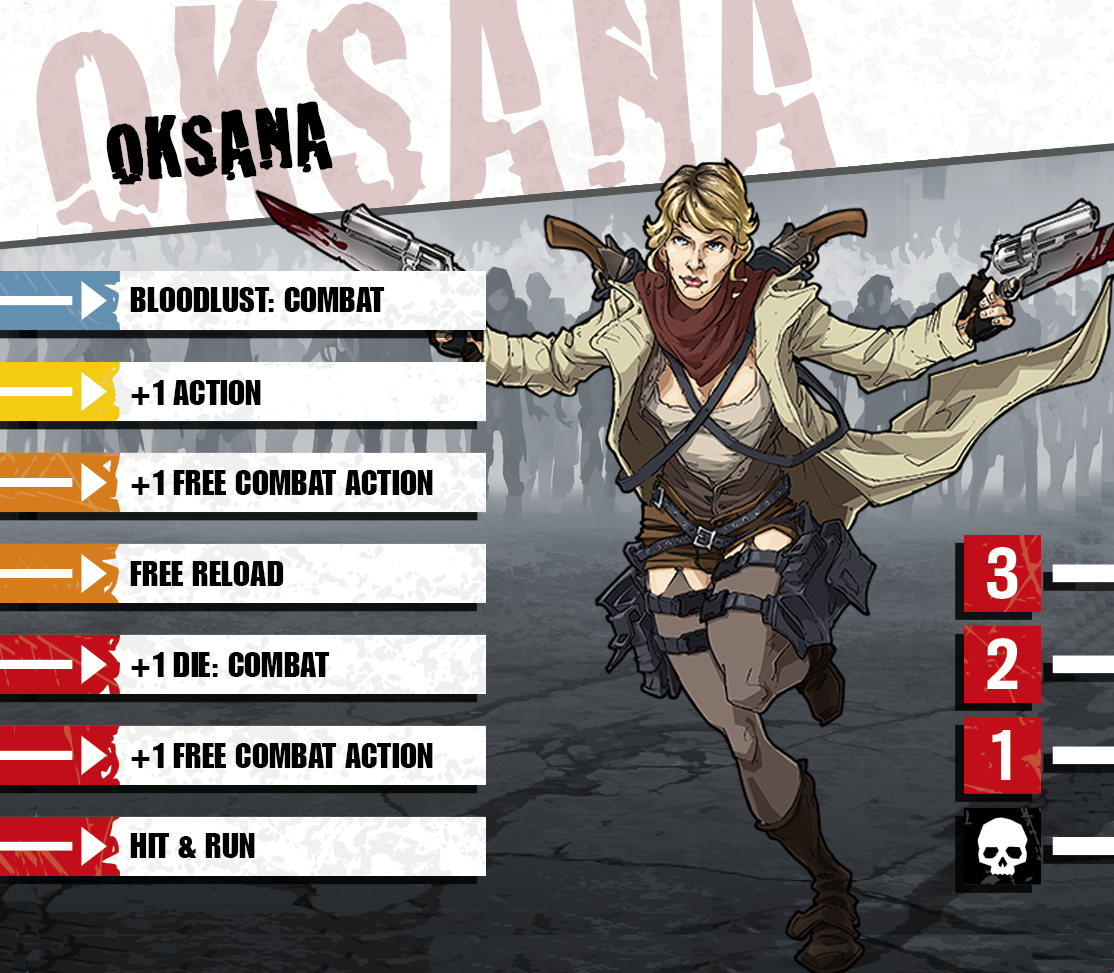 OKSANA
OKSANA
BLOODLUST: COMBAT
+1 ACTION
+1 FREE COMBAT ACTION
FREE RELOAD
+1 DIE: COMBAT
+1 FREE COMBAT ACTION
HIT & RUN
3
2
1